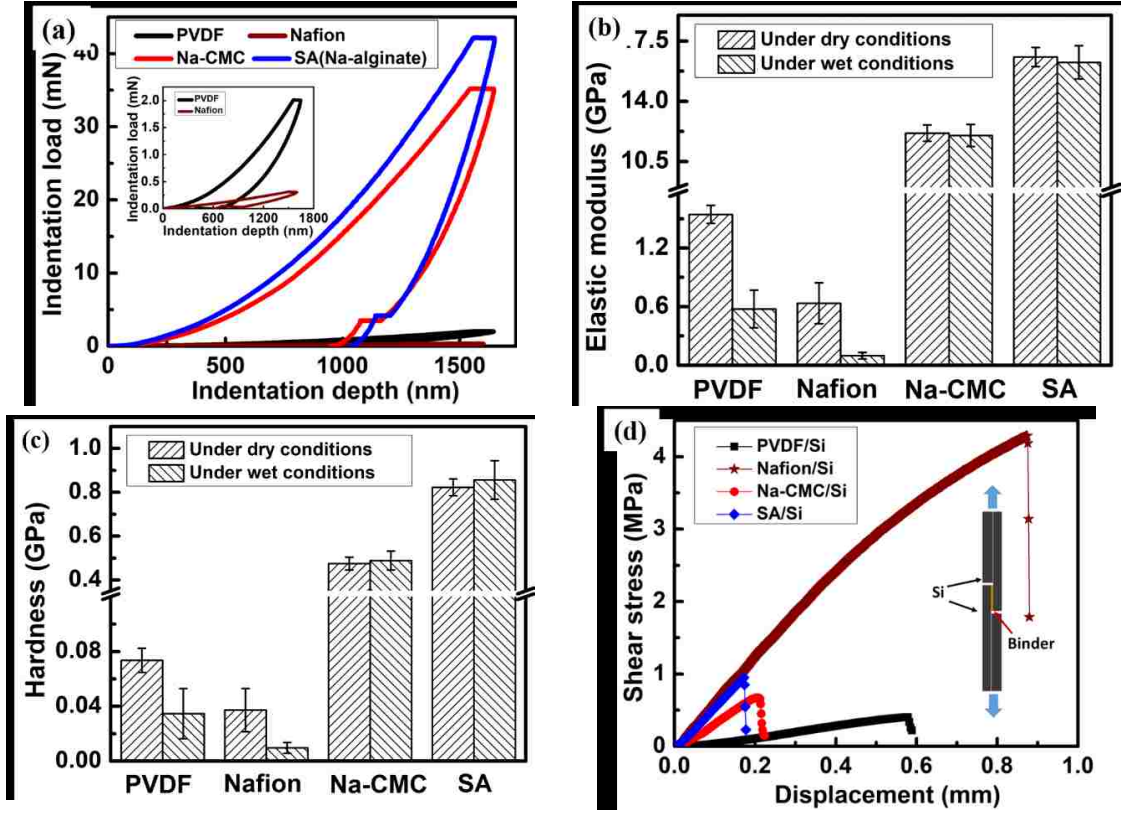 (a)
PVDF
Nafion
Na-CMC
SA(Na-alginate)
Indentation load (mN)
40
30
20
10
0
0
500
1000
1500
Indentation depth (nm)
PVDF
Nafion
Indentation load (mN)
2.0
1.5
1.0
0.5
0.0
0
600
1200
1800
Indentation depth (nm)
(b)
Under dry conditions
Under wet conditions
Elastic modulus (GPa)
.7.5
14.0
10.5
1.2
0.6
0.0
PVDF Nafion Na-CMC SA
(c)
Under dry conditions
Under wet conditions
Hardness (GPa)
1.0
0.8
0.6
0.4
0.08
0.04
0.00
PVDF Nafion Na-CMC SA
(d)
PVDF/Si
Nafion/Si
Na-CMC/Si
SA/Si
Shear stress (MPa)
4
3
2
1
0
0.0 0.2 0.4 0.6 0.8 1.0
Displacement (mm)
Si
Binder